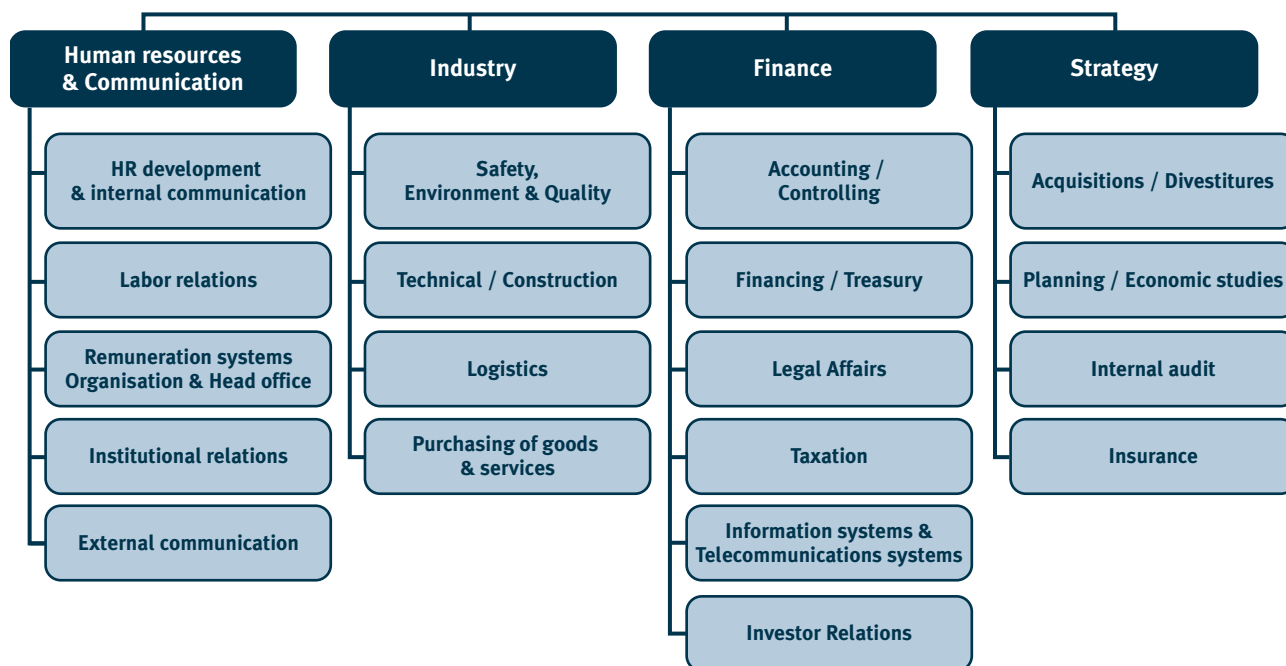 Human resources
& Communication
HR development
& internal communication
Labor relations
Remuneration systems
Organisation & Head office
Institutional relations
External communication
Industry
Safety,
Environment & Quality
Technical / Construction
Logistics
Purchasing of goods
& services
Finance
Accounting /
Controlling
Financing / Treasury
Legal Affairs
Taxation
Information systems &
Telecommunications systems
Investor Relations
Strategy
Acquisitions / Divestitures
Planning / Economic studies
Internal audit
Insurance